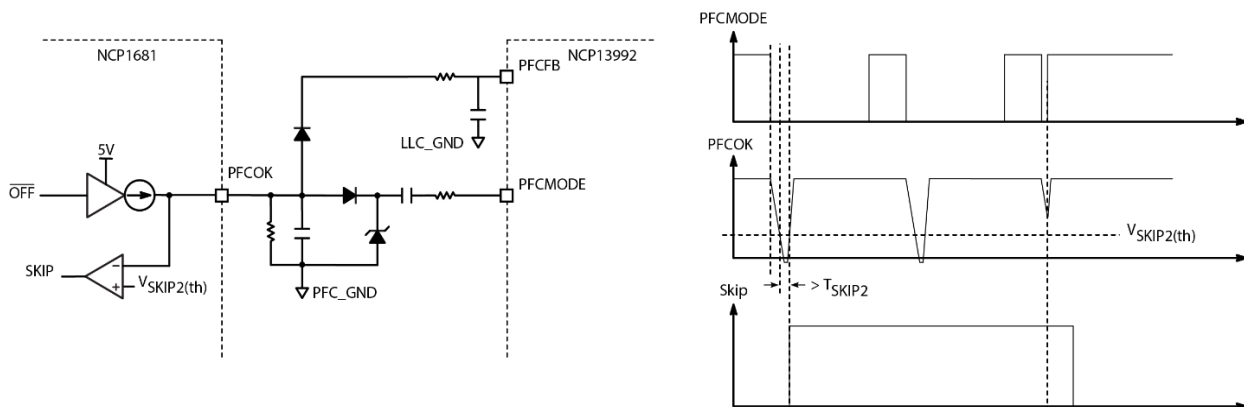 NCP1681
NCP13992
PFCFB
LLC_GND
5V
PFCOK
OFF
PFCMODE
SKIP
VSKIP2(th)
PFC_GND
PFCMODE
PFCOK
VSKIP2(th)
> TSKIP2
Skip